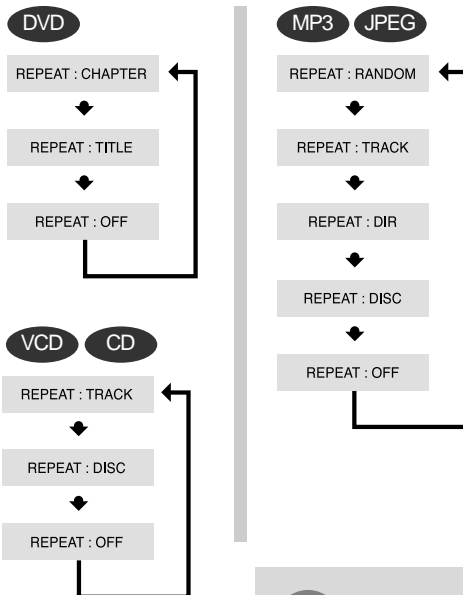 DVD
REPEAT : CHAPTER
REPEAT : TITLE
REPEAT : OFF
VCD CD
REPEAT : TRACK
REPEAT : DISC
REPEAT : OFF
MP3 JPEG
REPEAT : RANDOM
REPEAT : TRACK
REPEAT : DIR
REPEAT : DISC
REPEAT : OFF